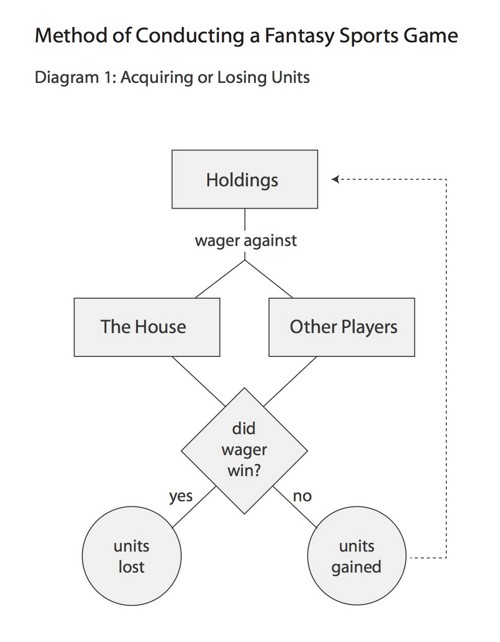 Method of Conducting a Fantasy Sports Game
Diagram 1: Acquiring or Losing Units
Holdings
wager against
The House
Other Players
did
wager
win?
yes
no
units
lost
units
gained